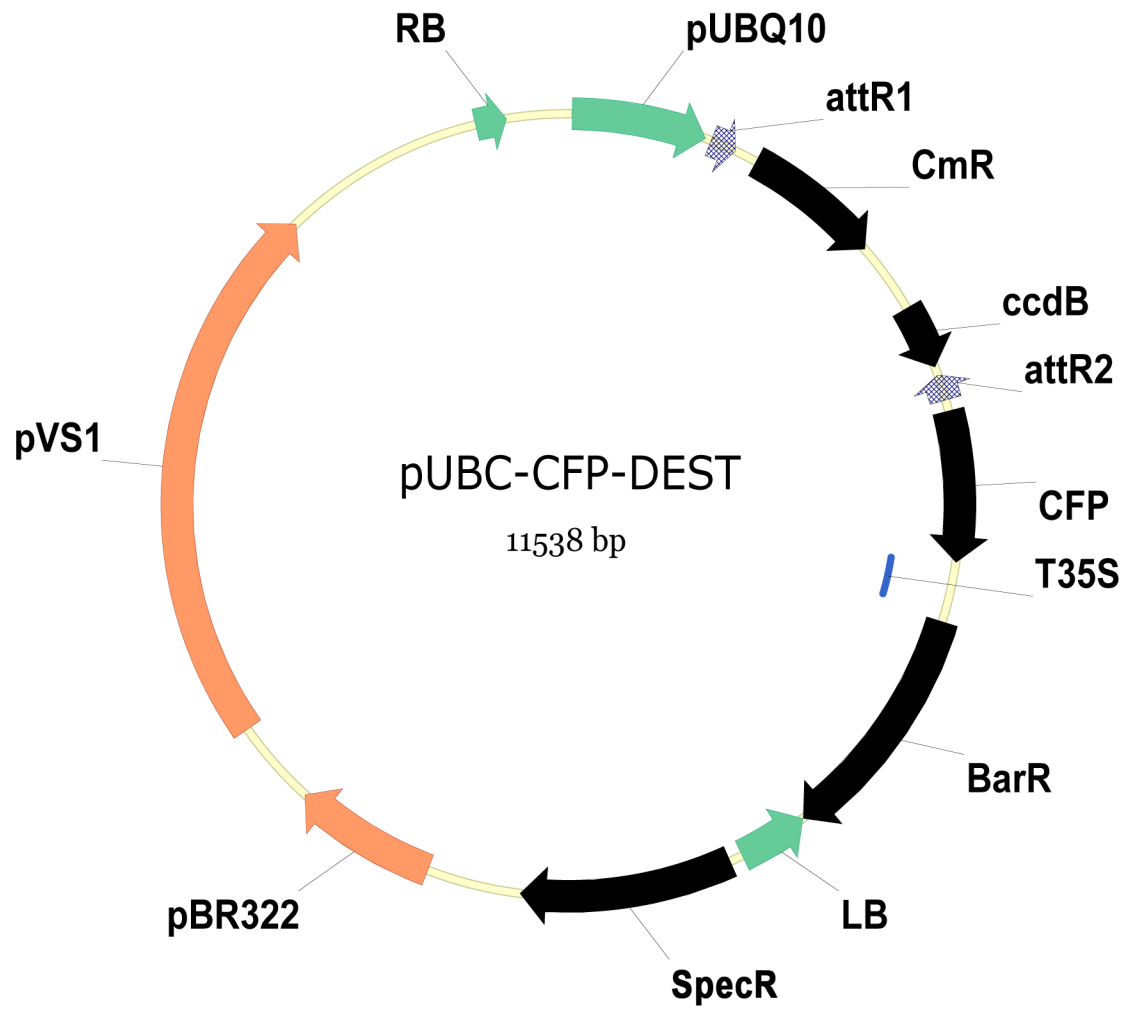 RB
pUBQ10
attR1
CmR
ccdB
attR2
pVS1
pUBC-CFP-DEST
CFP
11538 bp
T35S
BarR
pBR322
LB
SpecR